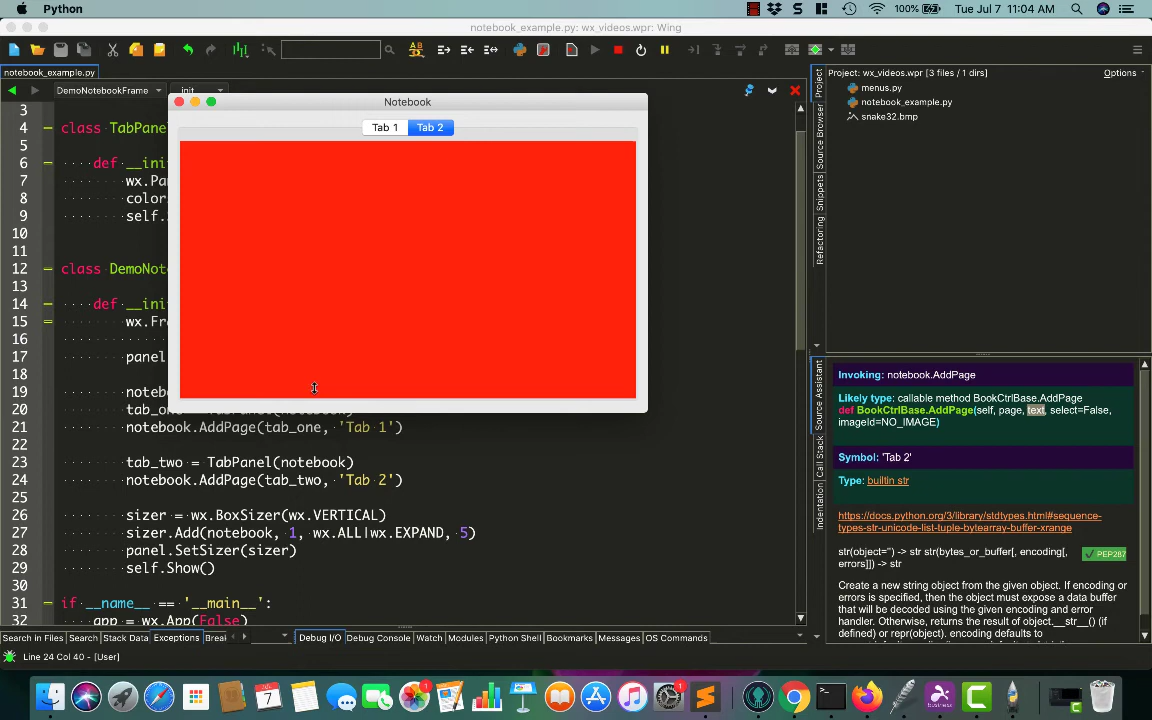 Python
100%
Tue Jul 7 11:04 AM
notebook_example.py: wx_videos.wpr: Wing
notebook_example.py
DemoNotebookFrame
init
Project: wx_videos.wpr [3 files / 1 dirs]
Options
menus.py
notebook_example.py
snake32.bmp
Project
Source Browser
Snippets
Refactoring
Notebook
Tab 1
Tab 2
3
4 class TabPanel
5
6 def __ini
7 wx.Pa
8 color
9 self.
10
11
12 class DemoNot
13
14 def __ini
15 wx.Fra
16
17 panel
18
19 noteb
20 tab_one = TabPanel(notebook)
21 notebook.AddPage(tab_one, 'Tab 1')
22
23 tab_two = TabPanel(notebook)
24 notebook.AddPage(tab_two, 'Tab 2')
25
26 sizer = wx.BoxSizer(wx.VERTICAL)
27 sizer.Add(notebook, 1, wx.ALL|wx.EXPAND, 5)
28 panel.SetSizer(sizer)
29 self.Show()
30
31 if __name__ == '__main__':
32 app = wx.App(False)
Source Assistant
Call Stack
Indentation
Invoking: notebook.AddPage
Likely type: callable method BookCtrlBase.AddPage
def BookCtrlBase.AddPage(self, page, text, select=False,
imageId=NO_IMAGE)
Symbol: 'Tab 2'
Type: builtin str
https://docs.python.org/3/library/stdtypes.html#sequence-
types-str-unicode-list-tuple-bytearray-buffer-xrange
str(object='') -> str str(bytes_or_buffer[, encoding[,
errors]]) -> str
PEP287
Create a new string object from the given object. If encoding or
errors is specified, then the object must expose a data buffer
that will be decoded using the given encoding and error
handler. Otherwise, returns the result of object.__str__() (if
defined) or repr(object). encoding defaults to
Search in Files
Search
Stack Data
Exceptions
Breal
Debug I/O
Debug Console
Watch
Modules
Python Shell
Bookmarks
Messages
OS Commands
Line 24 Col 40 - [User]